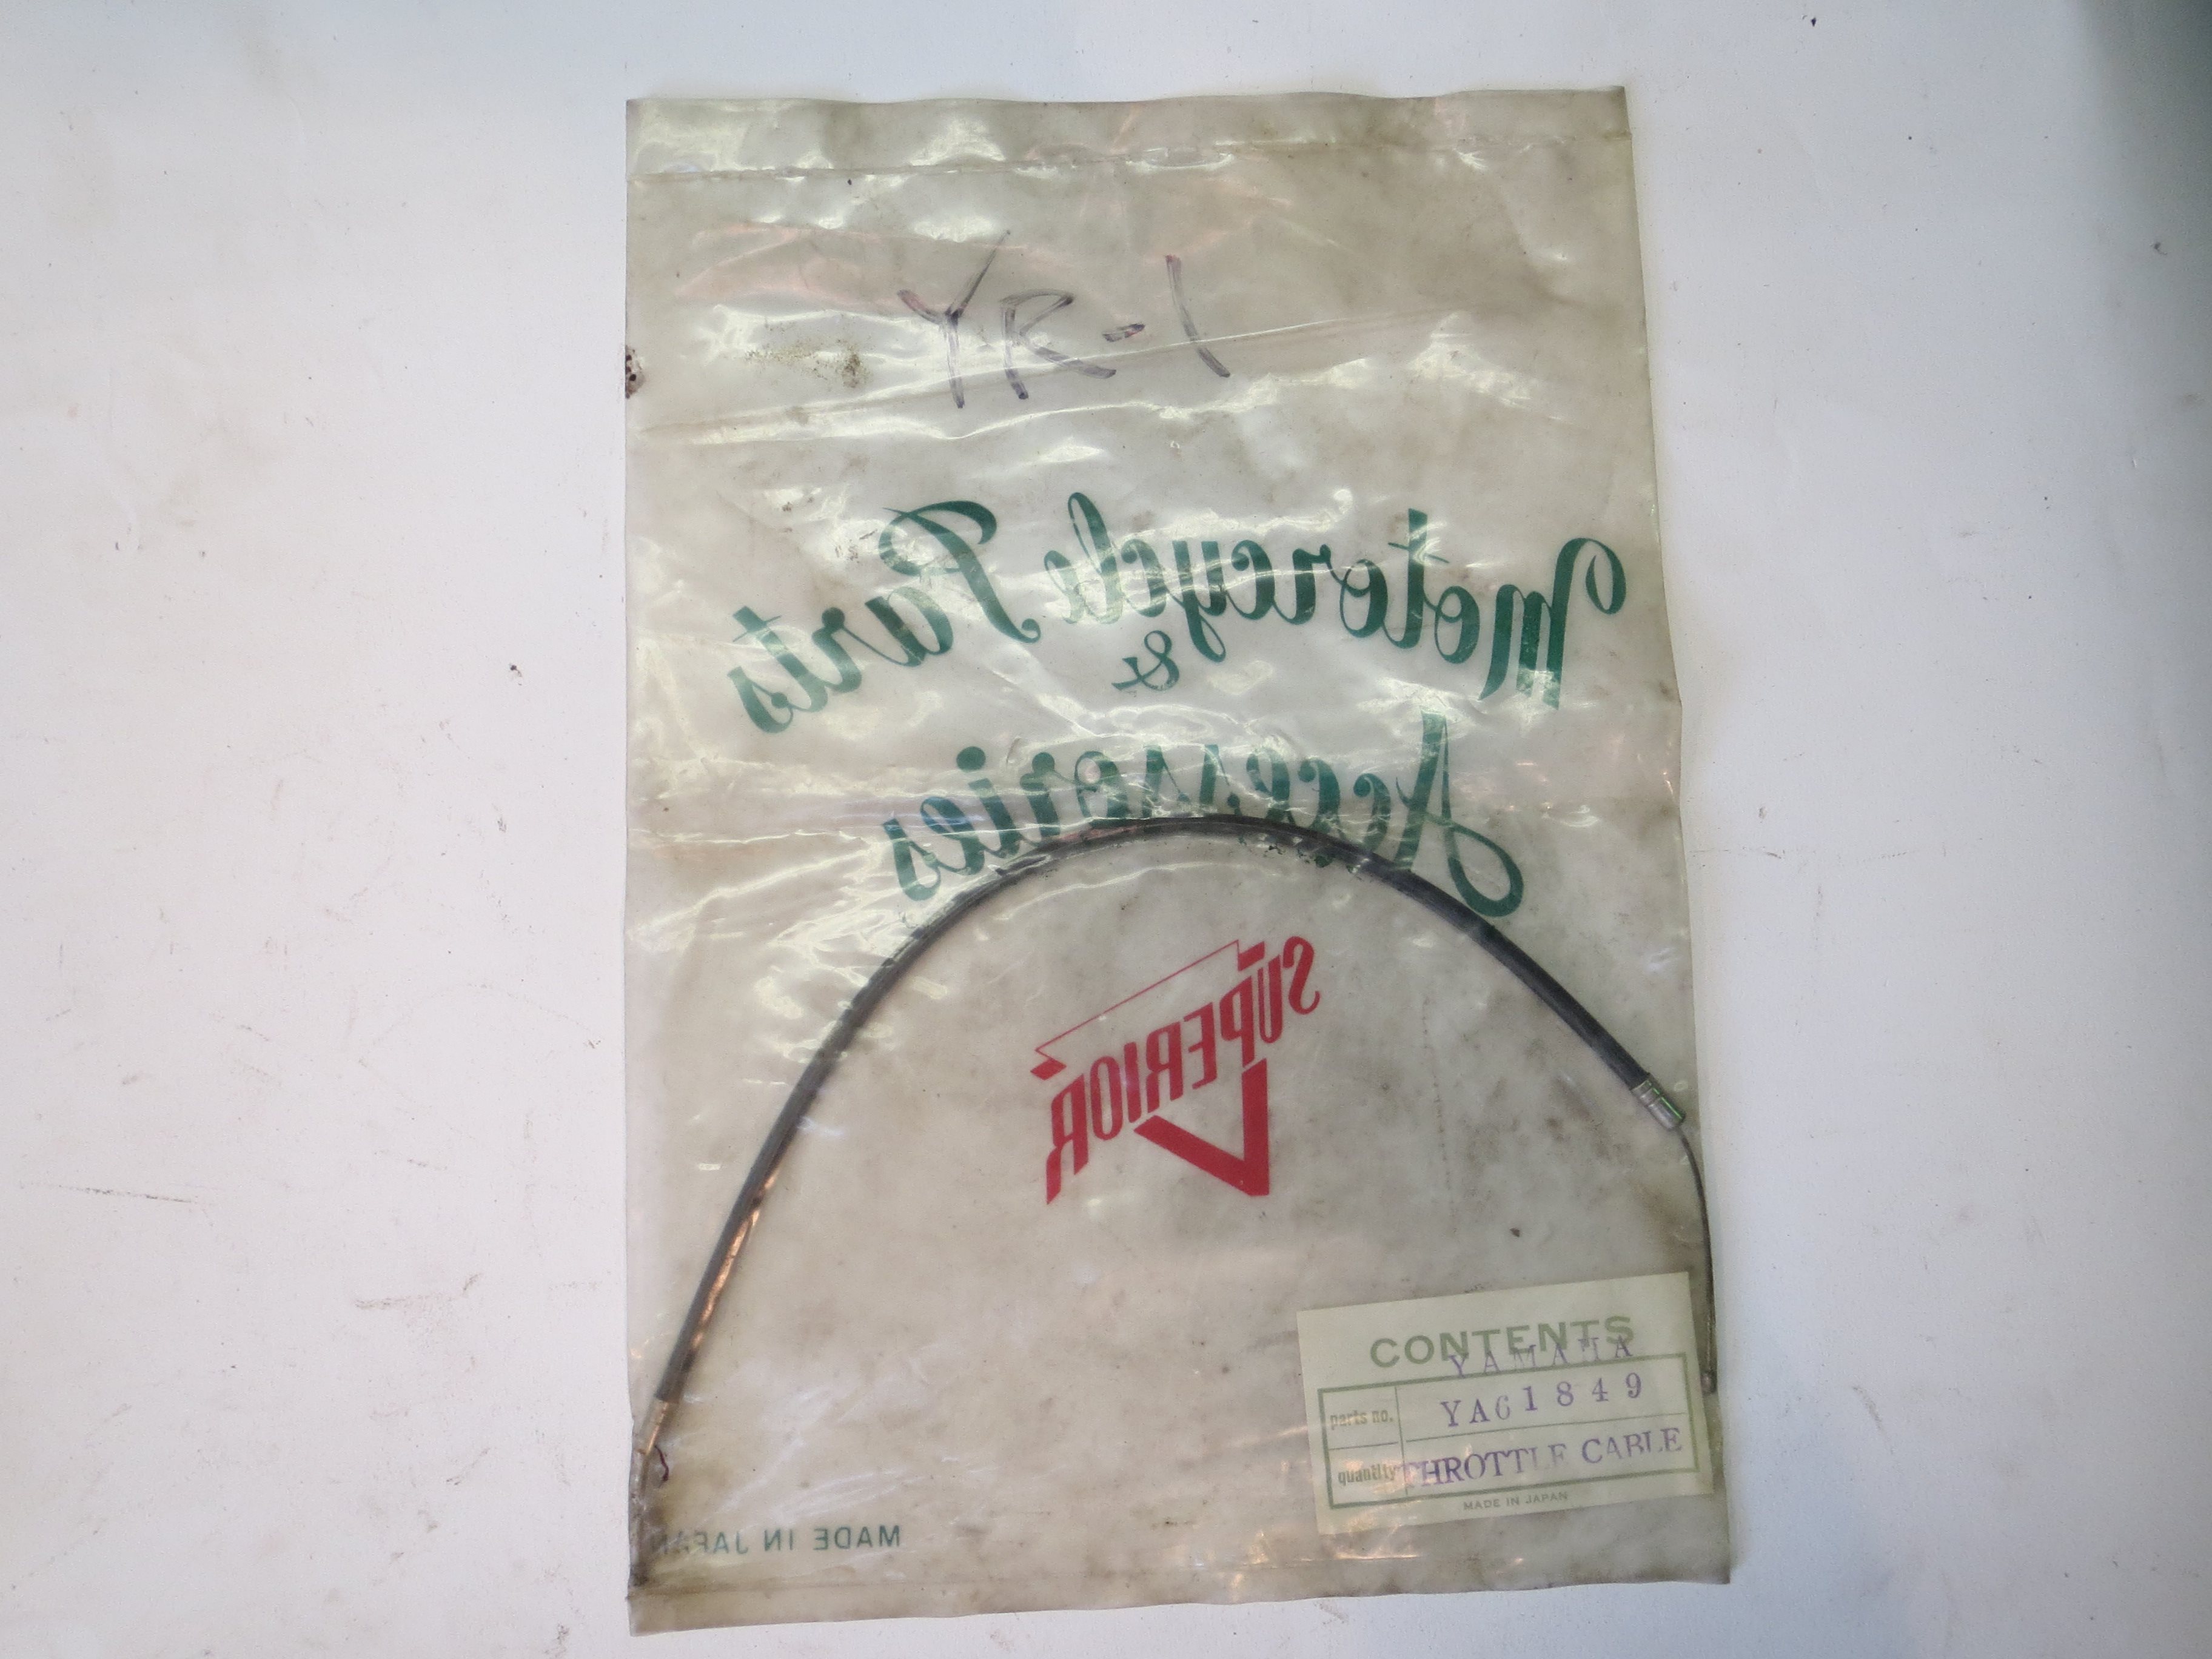 YR-1
Motorcycle Parts
&
Accessories
SUPERIOR
CONTENTS
YAMAHA
parts no. YA61849
quantity THROTTLE CABLE
MADE IN JAPAN
MADE IN JAPAN